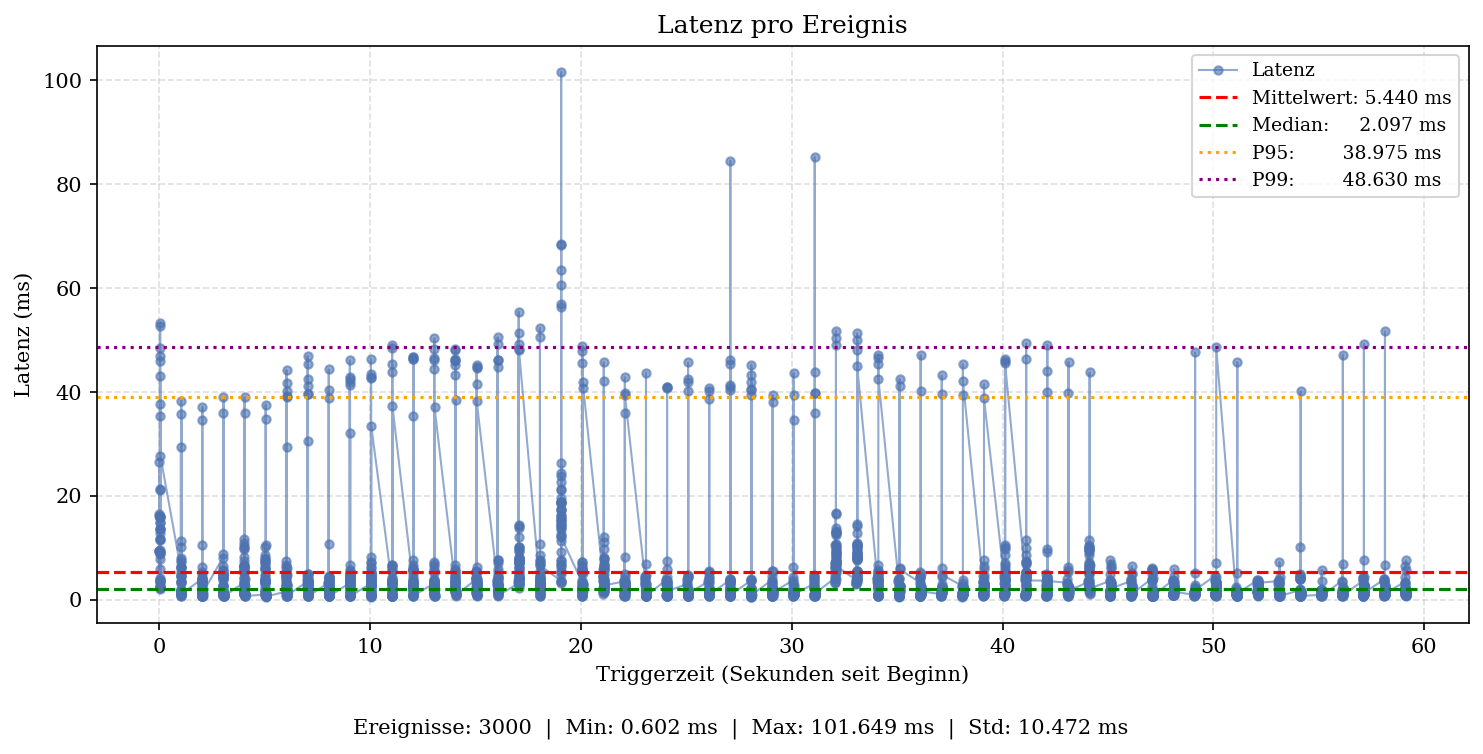 Latenz pro Ereignis
Latenz
Mittelwert: 5.440 ms
Median: 2.097 ms
P95: 38.975 ms
P99: 48.630 ms
Latenz (ms)
100
80
60
40
20
0
0 10 20 30 40 50 60
Triggerzeit (Sekunden seit Beginn)
Ereignisse: 3000 | Min: 0.602 ms | Max: 101.649 ms | Std: 10.472 ms